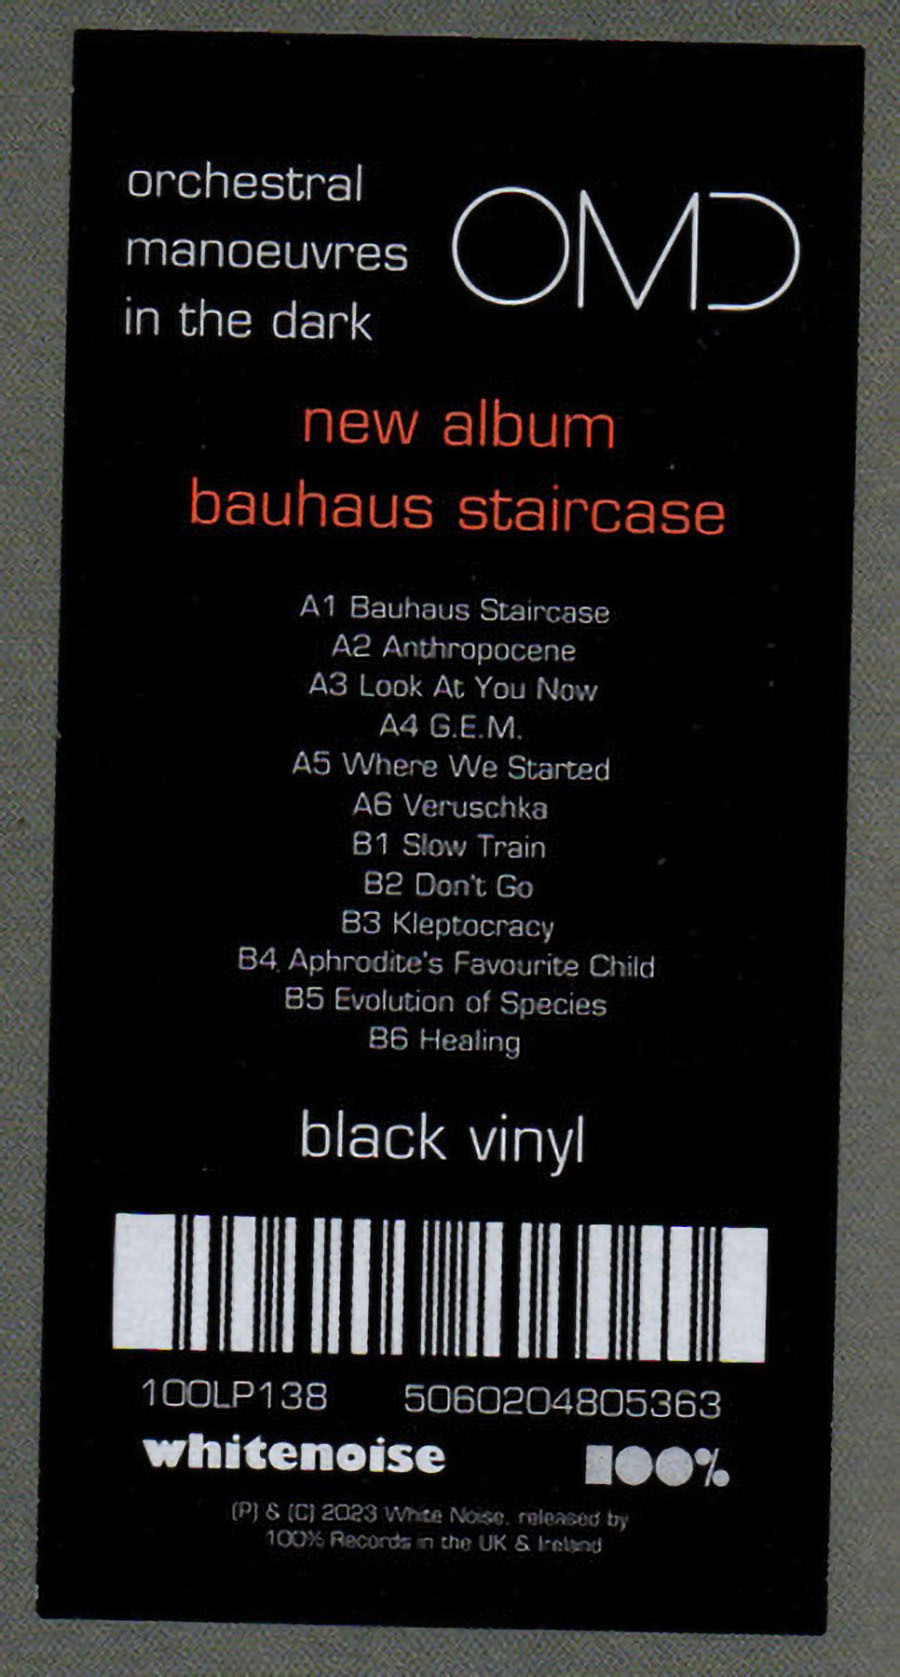 orchestral
manoeuvres
in the dark
OMD
new album
bauhaus staircase
A1 Bauhaus Staircase
A2 Anthropocene
A3 Look At You Now
A4 G.E.M.
A5 Where We Started
A6 Veruschka
B1 Slow Train
B2 Don't Go
B3 Kleptocracy
B4 Aphrodite's Favourite Child
B5 Evolution of Species
B6 Healing
black vinyl
100LP138 5060204805363
whitenoise 100%
(P) & (C) 2023 White Noise, released by
100% Records in the UK & Ireland